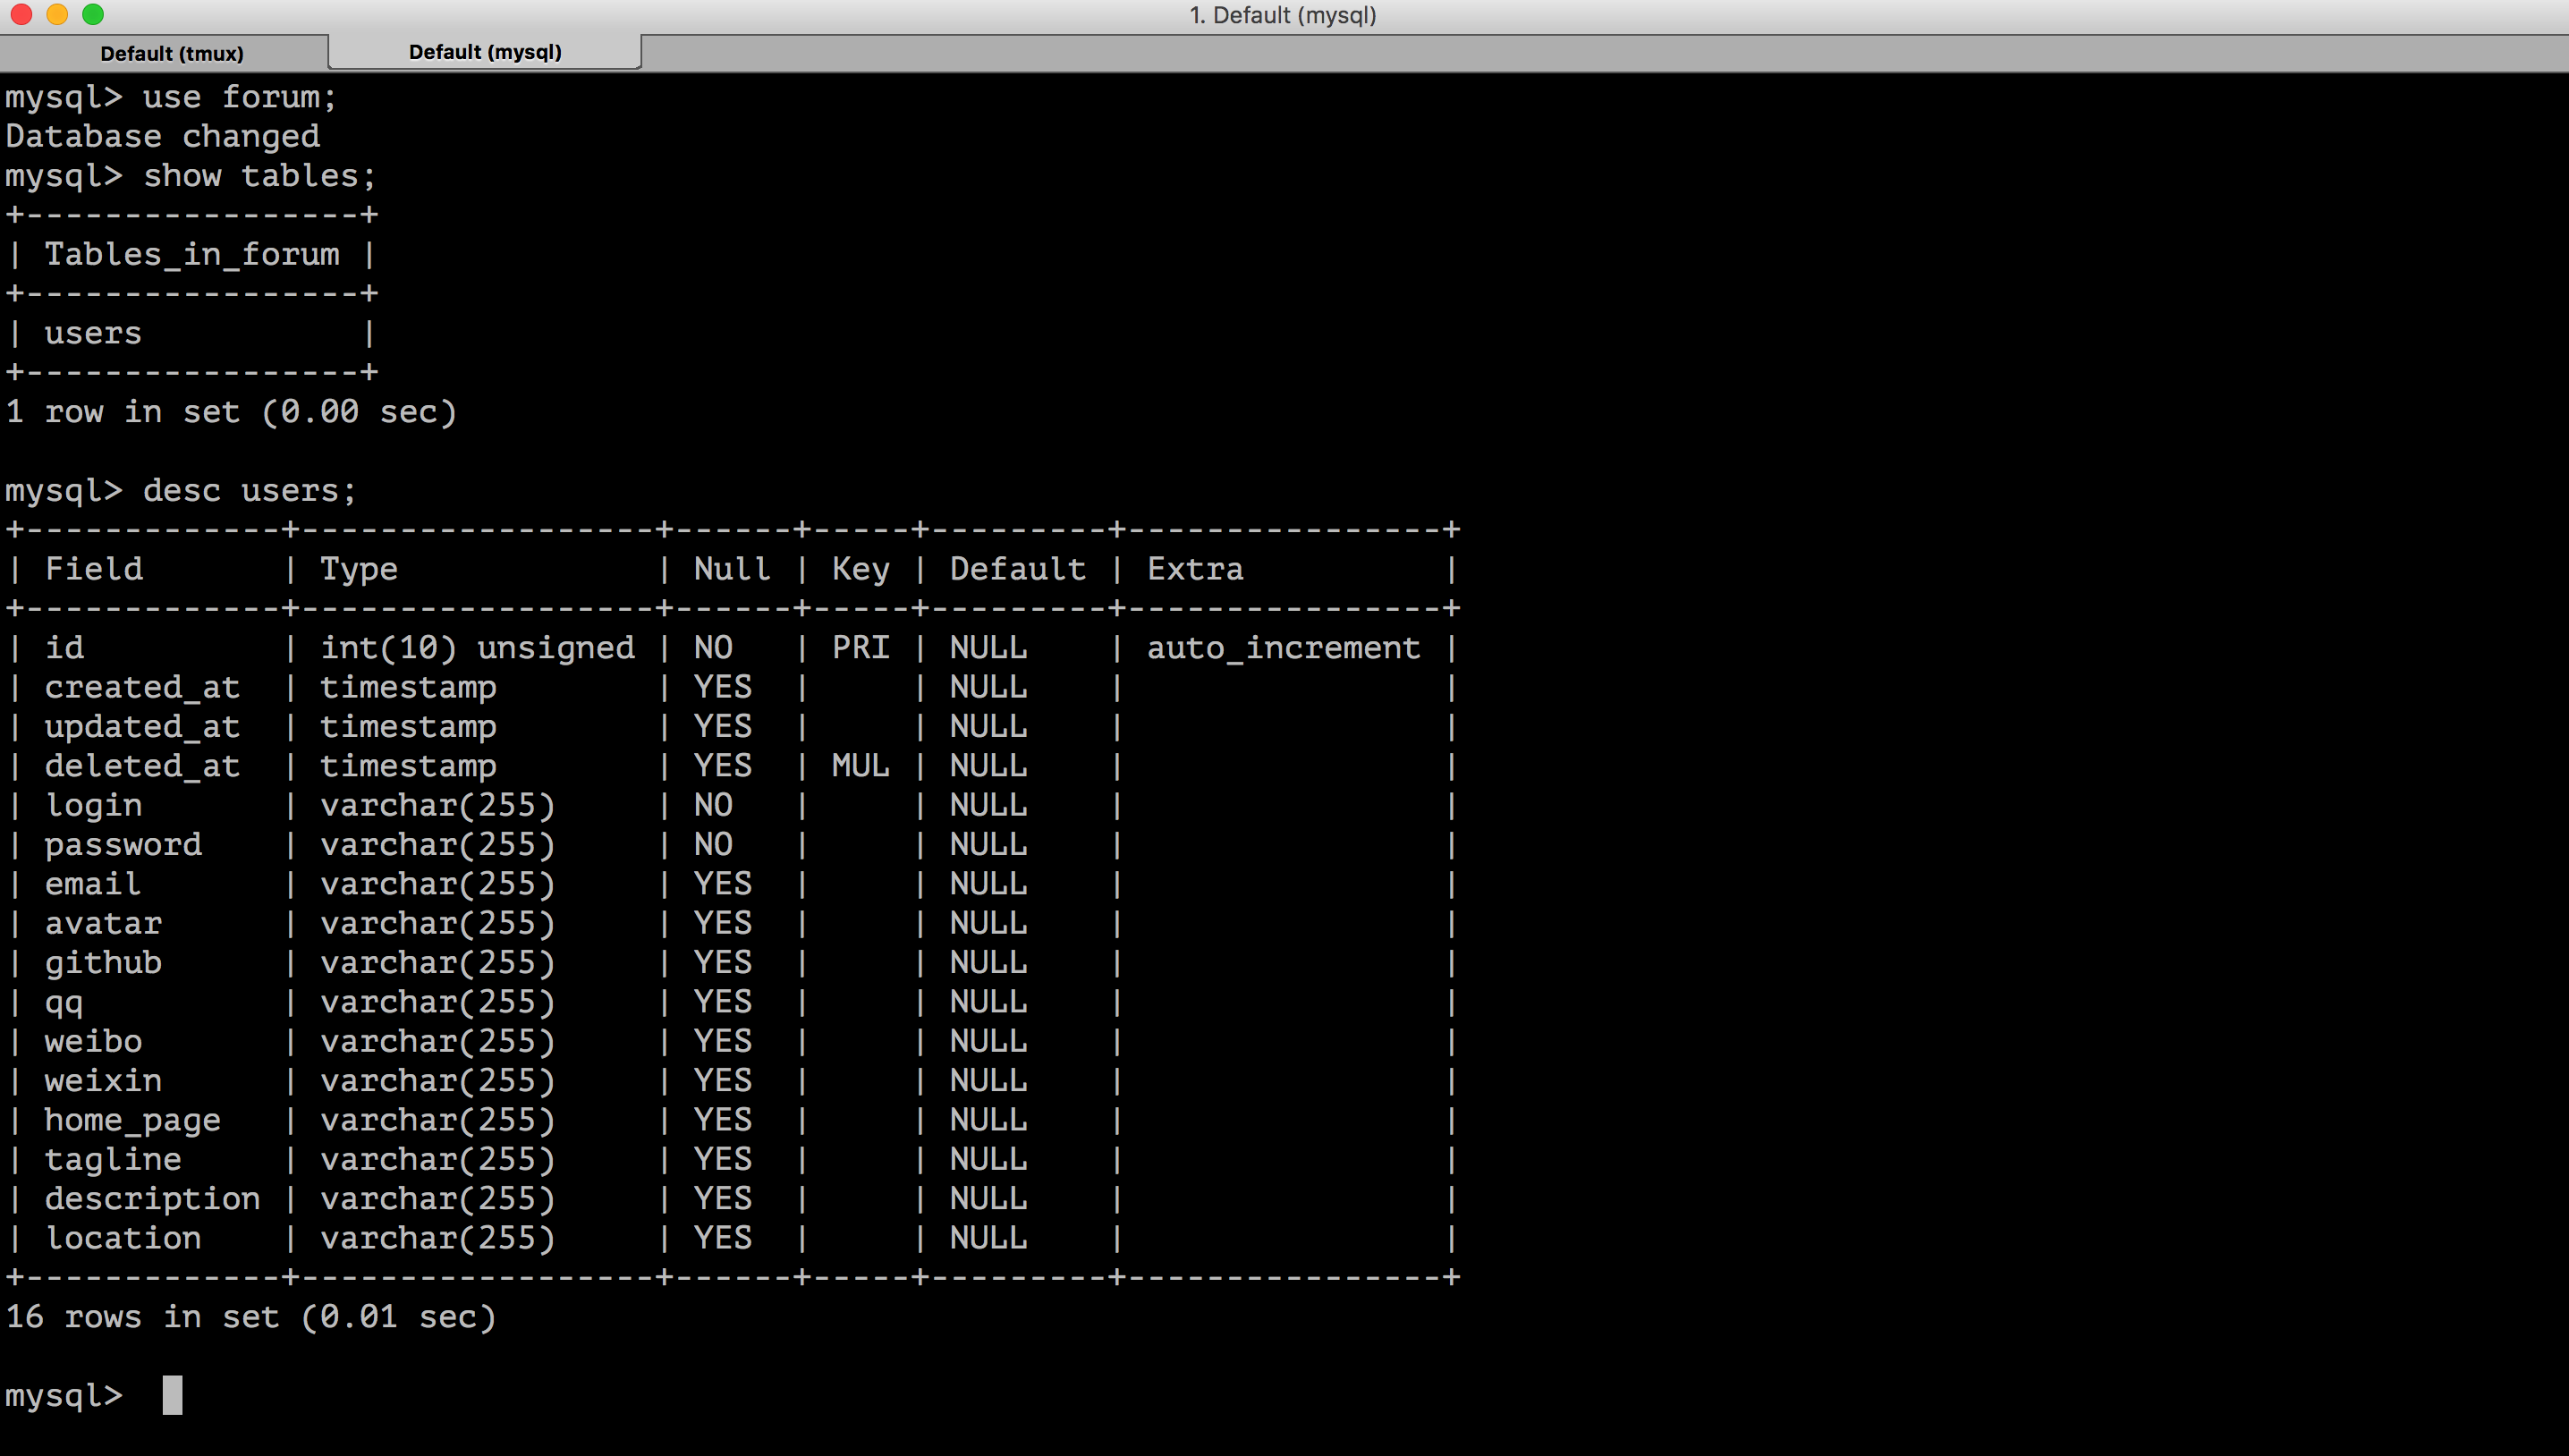 1. Default (mysql)
Default (tmux) Default (mysql)
mysql> use forum;
Database changed
mysql> show tables;
+-----------------+
| Tables_in_forum |
+-----------------+
| users           |
+-----------------+
1 row in set (0.00 sec)

mysql> desc users;
+-------------+------------------+------+-----+---------+----------------+
| Field       | Type             | Null | Key | Default | Extra          |
+-------------+------------------+------+-----+---------+----------------+
| id          | int(10) unsigned | NO   | PRI | NULL    | auto_increment |
| created_at  | timestamp        | YES  |     | NULL    |                |
| updated_at  | timestamp        | YES  |     | NULL    |                |
| deleted_at  | timestamp        | YES  | MUL | NULL    |                |
| login       | varchar(255)     | NO   |     | NULL    |                |
| password    | varchar(255)     | NO   |     | NULL    |                |
| email       | varchar(255)     | YES  |     | NULL    |                |
| avatar      | varchar(255)     | YES  |     | NULL    |                |
| github      | varchar(255)     | YES  |     | NULL    |                |
| qq          | varchar(255)     | YES  |     | NULL    |                |
| weibo       | varchar(255)     | YES  |     | NULL    |                |
| weixin      | varchar(255)     | YES  |     | NULL    |                |
| home_page   | varchar(255)     | YES  |     | NULL    |                |
| tagline     | varchar(255)     | YES  |     | NULL    |                |
| description | varchar(255)     | YES  |     | NULL    |                |
| location    | varchar(255)     | YES  |     | NULL    |                |
+-------------+------------------+------+-----+---------+----------------+
16 rows in set (0.01 sec)

mysql>